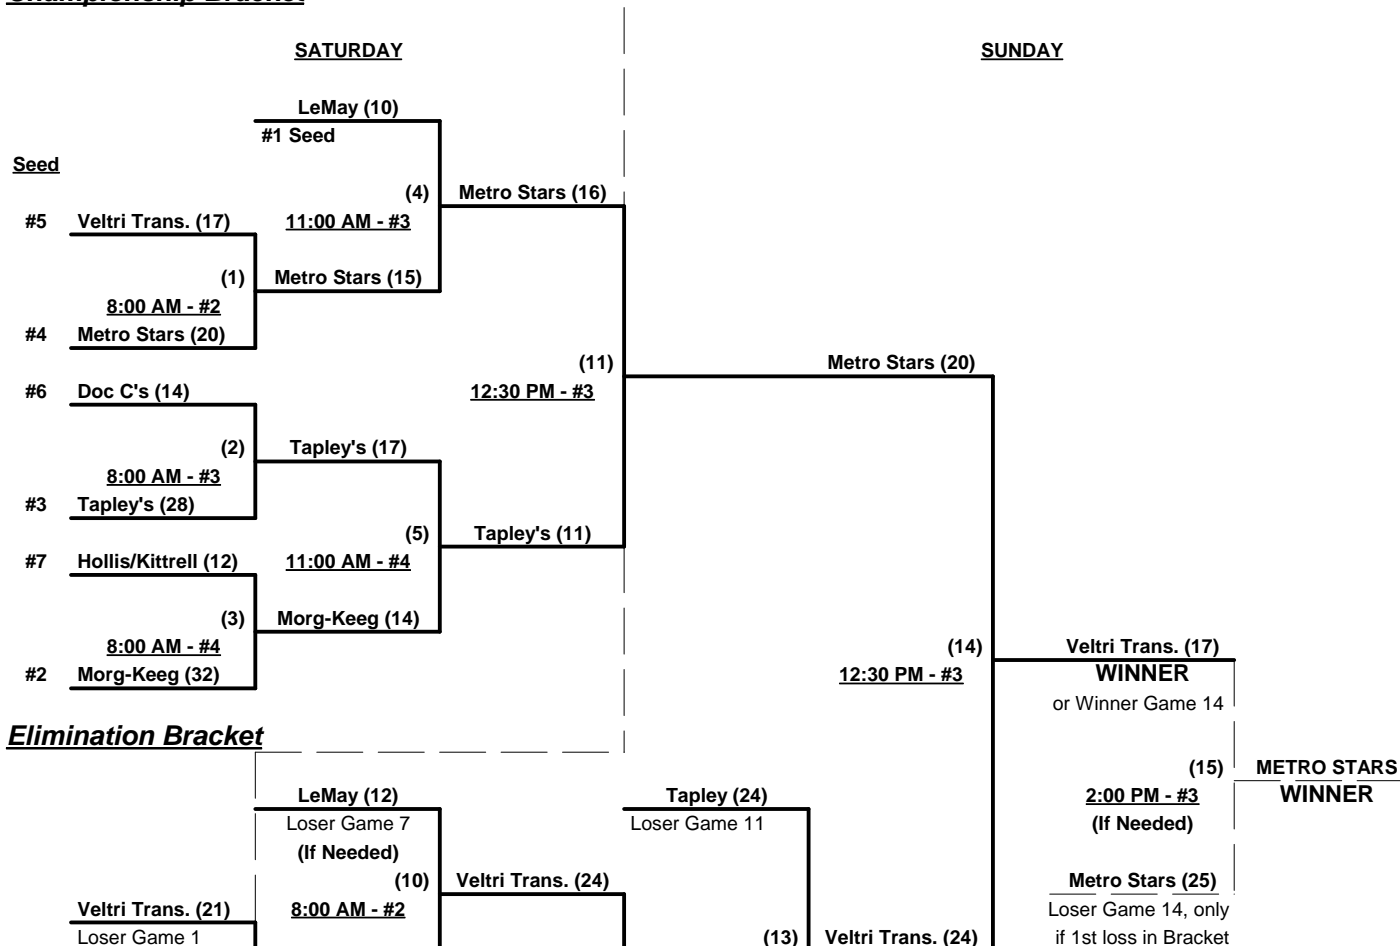 Championship Bracket
SATURDAY
SUNDAY
LeMay (10)
#1 Seed
Seed
(4)
Metro Stars (16)
#5
Veltri Trans. (17)
11:00 AM - #3
(1)
Metro Stars (15)
8:00 AM - #2
#4
Metro Stars (20)
(11)
Metro Stars (20)
#6
Doc C's (14)
12:30 PM - #3
(2)
Tapley's (17)
8:00 AM - #3
#3
Tapley's (28)
(5)
Tapley's (11)
#7
Hollis/Kittrell (12)
11:00 AM - #4
(3)
Morg-Keeg (14)
8:00 AM - #4
(14)
Veltri Trans. (17)
#2
Morg-Keeg (32)
12:30 PM - #3
WINNER
or Winner Game 14
Elimination Bracket
(15)
METRO STARS
LeMay (12)
Tapley (24)
2:00 PM - #3
WINNER
Loser Game 7
Loser Game 11
(If Needed)
(If Needed)
(10)
Veltri Trans. (24)
Metro Stars (25)
Veltri Trans. (21)
8:00 AM - #2
Loser Game 14, only
Loser Game 1
(13)
Veltri Trans. (24)
if 1st loss in Bracket